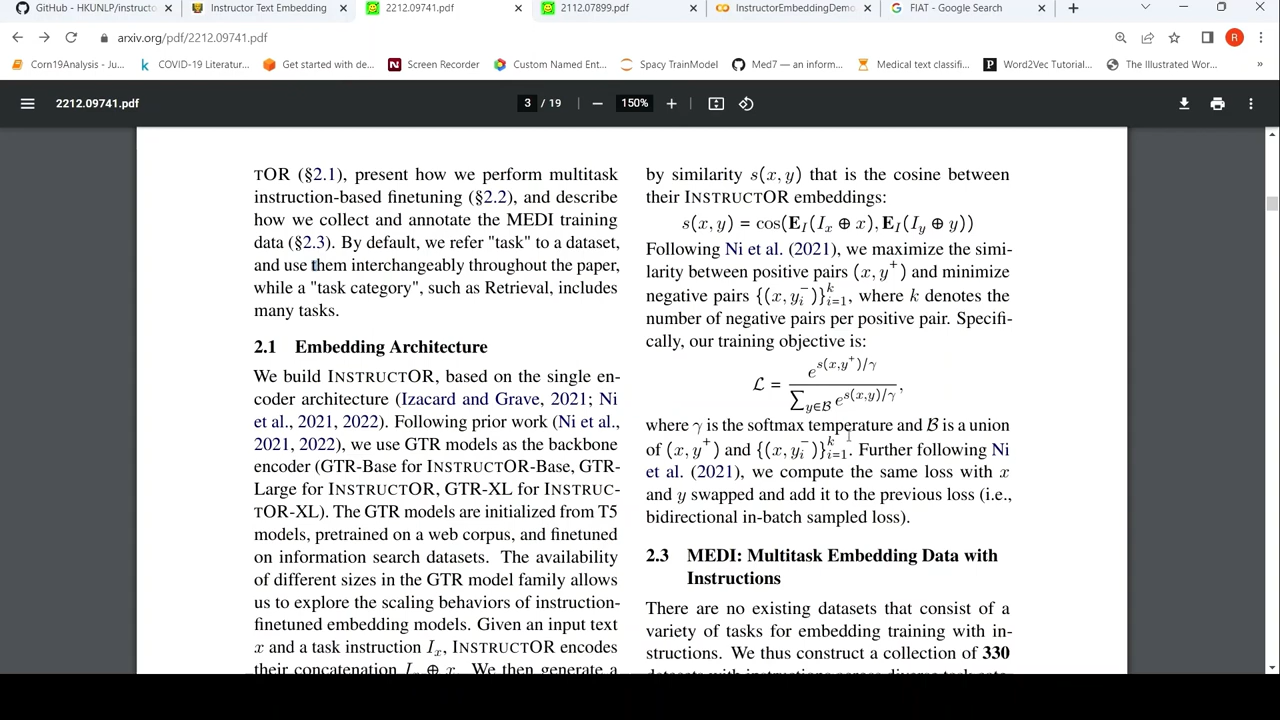 GitHub - HKUNLP/instructo
Instructor Text Embedding
2212.09741.pdf
2112.07899.pdf
InstructorEmbeddingDemo
FIAT - Google Search
arxiv.org/pdf/2212.09741.pdf
Corn19Analysis - Ju...
COVID-19 Literatur...
Get started with de...
Screen Recorder
Custom Named Ent...
Spacy TrainModel
Med7 — an inform...
Medical text classifi...
Word2Vec Tutorial...
The Illustrated Wor...
2212.09741.pdf
3 / 19
150%
TOR (§2.1), present how we perform multitask
instruction-based finetuning (§2.2), and describe
how we collect and annotate the MEDI training
data (§2.3). By default, we refer "task" to a dataset,
and use them interchangeably throughout the paper,
while a "task category", such as Retrieval, includes
many tasks.
2.1 Embedding Architecture
We build INSTRUCTOR, based on the single en-
coder architecture (Izacard and Grave, 2021; Ni
et al., 2021, 2022). Following prior work (Ni et al.,
2021, 2022), we use GTR models as the backbone
encoder (GTR-Base for INSTRUCTOR-Base, GTR-
Large for INSTRUCTOR, GTR-XL for INSTRUC-
TOR-XL). The GTR models are initialized from T5
models, pretrained on a web corpus, and finetuned
on information search datasets. The availability
of different sizes in the GTR model family allows
us to explore the scaling behaviors of instruction-
finetuned embedding models. Given an input text
x and a task instruction Iₓ, INSTRUCTOR encodes
their concatenation Iₓ ⊕ x. We then generate a
by similarity s(x, y) that is the cosine between
their INSTRUCTOR embeddings:
s(x, y) = cos(E_I(I_x ⊕ x), E_I(I_y ⊕ y))
Following Ni et al. (2021), we maximize the simi-
larity between positive pairs (x, y⁺) and minimize
negative pairs {(x, y_i⁻)}_{i=1}^k, where k denotes the
number of negative pairs per positive pair. Specifi-
cally, our training objective is:
ℒ = e^{s(x,y⁺)/γ} / ∑_{y∈ℬ} e^{s(x,y)/γ},
where γ is the softmax temperature and ℬ is a union
of (x, y⁺) and {(x, y_i⁻)}_{i=1}^k. Further following Ni
et al. (2021), we compute the same loss with x
and y swapped and add it to the previous loss (i.e.,
bidirectional in-batch sampled loss).
2.3 MEDI: Multitask Embedding Data with
Instructions
There are no existing datasets that consist of a
variety of tasks for embedding training with in-
structions. We thus construct a collection of 330